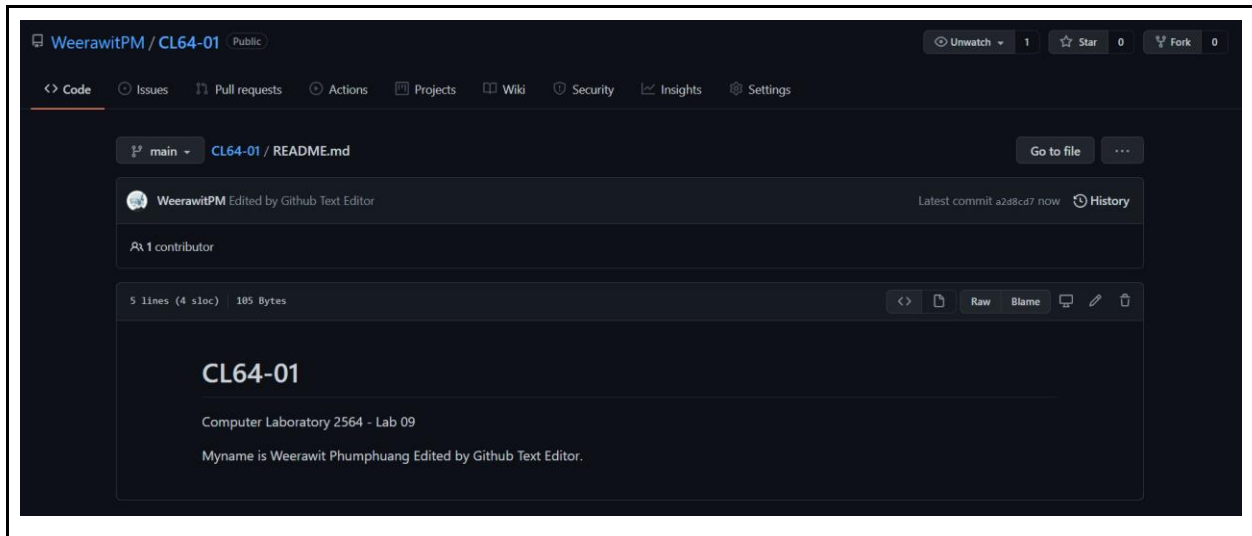 WeerawitPM / CL64-01 Public Unwatch 1 Star 0 Fork 0
<> Code Issues Pull requests Actions Projects Wiki Security Insights Settings
main CL64-01 / README.md Go to file ...
WeerawitPM Edited by Github Text Editor Latest commit a2d8cd7 now History
1 contributor
5 lines (4 sloc) 105 Bytes <> Raw Blame
CL64-01
Computer Laboratory 2564 - Lab 09
Myname is Weerawit Phumphuang Edited by Github Text Editor.